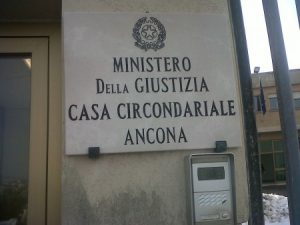 MINISTERO
DELLA GIUSTIZIA
CASA CIRCONDARIALE
ANCONA